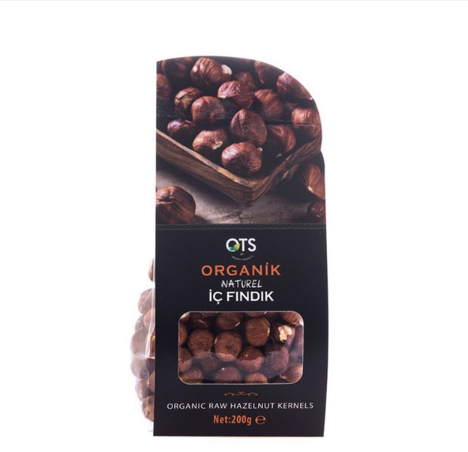 OTS
ORGANİK
NATUREL
İÇ FINDIK
ORGANIC RAW HAZELNUT KERNELS
Net:200g ℮